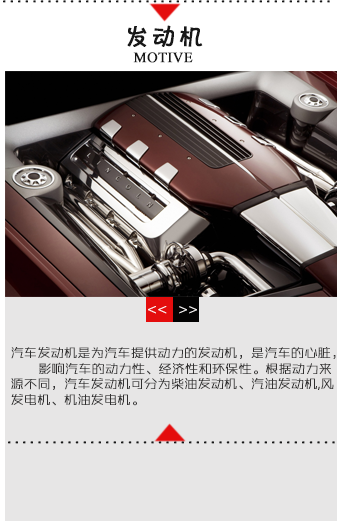 发动机
MOTIVE
<< >>
汽车发动机是为汽车提供动力的发动机，是汽车的心脏，
影响汽车的动力性、经济性和环保性。根据动力来
源不同，汽车发动机可分为柴油发动机、汽油发动机,风
发电机、机油发电机。